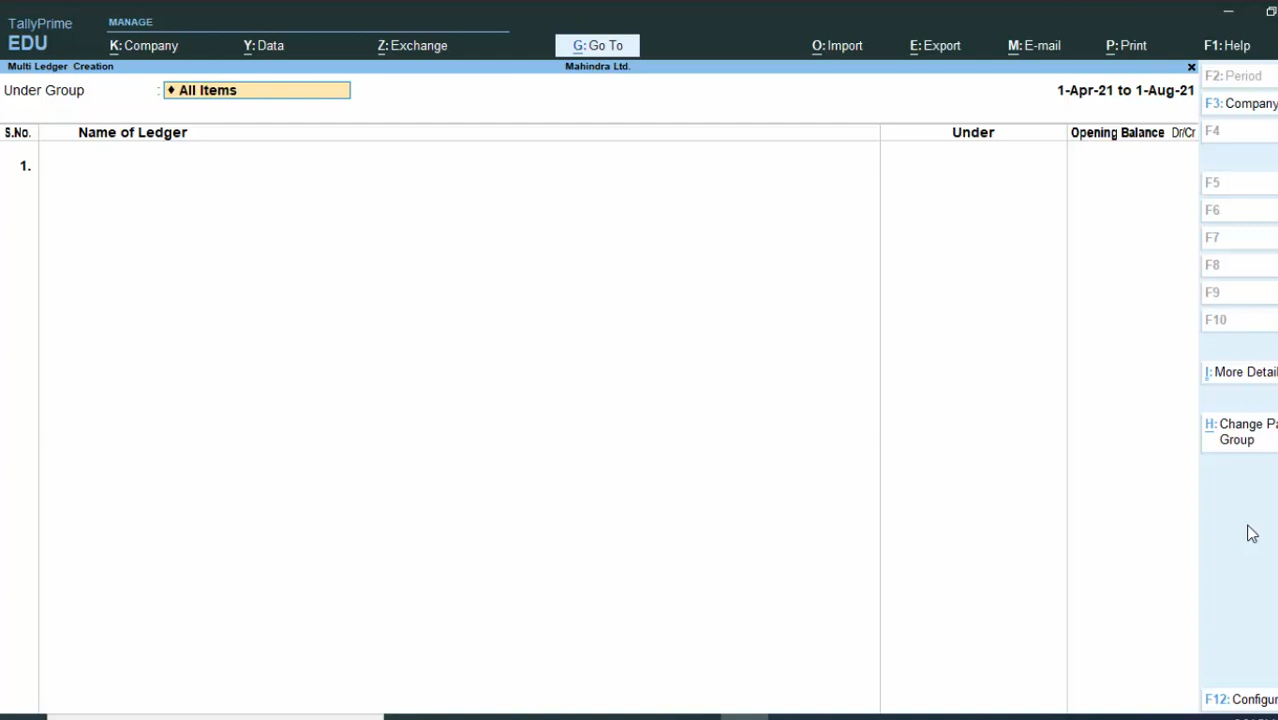 TallyPrime
EDU
MANAGE
K: Company
Y: Data
Z: Exchange
G: Go To
O: Import
E: Export
M: E-mail
P: Print
F1: Help
Multi Ledger Creation
Mahindra Ltd.
Under Group : ♦ All Items
1-Apr-21 to 1-Aug-21
S.No. Name of Ledger Under Opening Balance Dr/Cr
1.
F2: Period
F3: Company
F4
F5
F6
F7
F8
F9
F10
I: More Detail
H: Change Pa
Group
F12: Configur